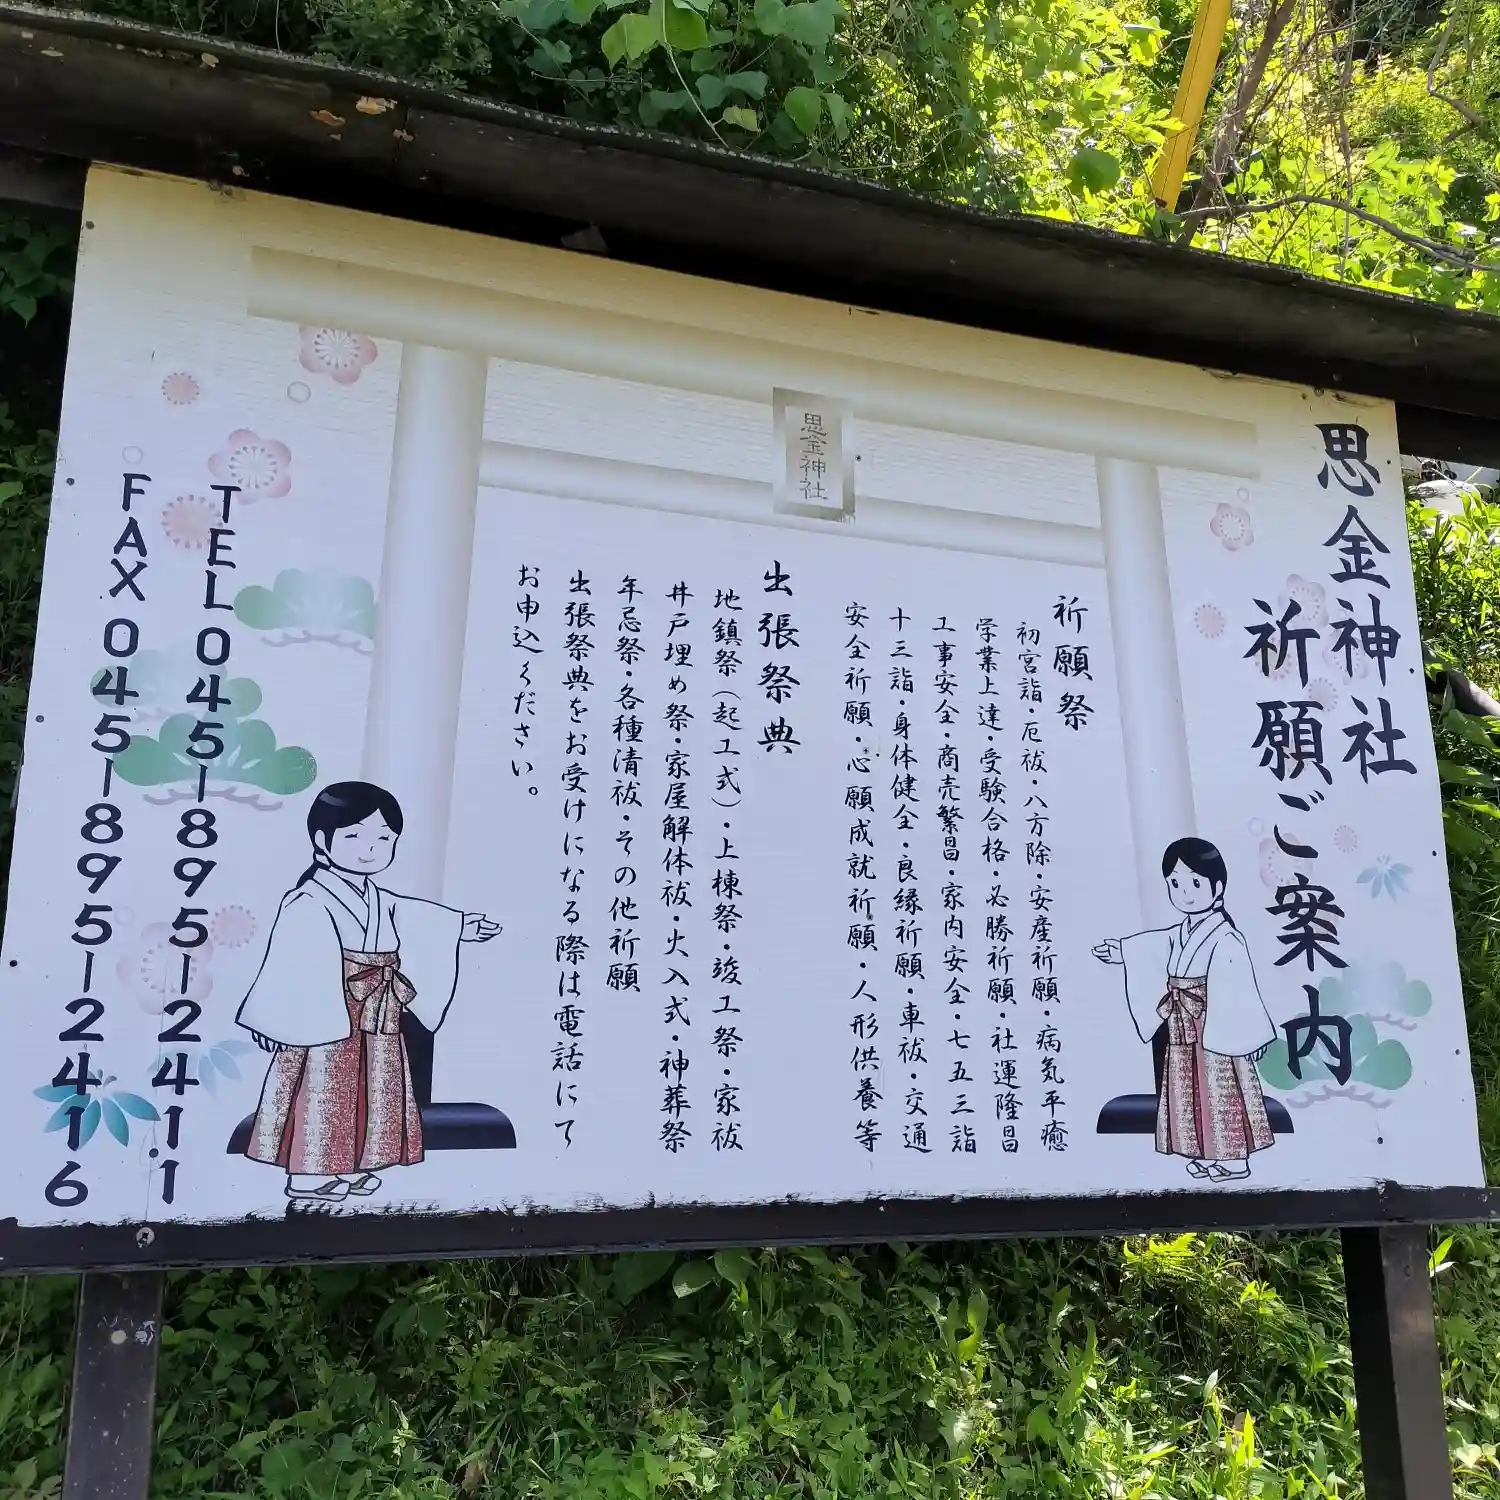 思金神社
祈願ご案内
思金神社
祈願祭
初宮詣・厄祓・八方除・安産祈願・病気平癒
学業上達・受験合格・必勝祈願・社運隆昌
工事安全・商売繁昌・家内安全・七五三詣
十三詣・身体健全・良縁祈願・車祓・交通
安全祈願・心願成就祈願・人形供養等
出張祭典
地鎮祭(起工式)・上棟祭・竣工祭・家祓
井戸埋め祭・家屋解体祓・火入式・神葬祭
年忌祭・各種清祓・その他祈願
出張祭典をお受けになる際は電話にて
お申込ください。
TEL045-895-2411
FAX045-895-2416